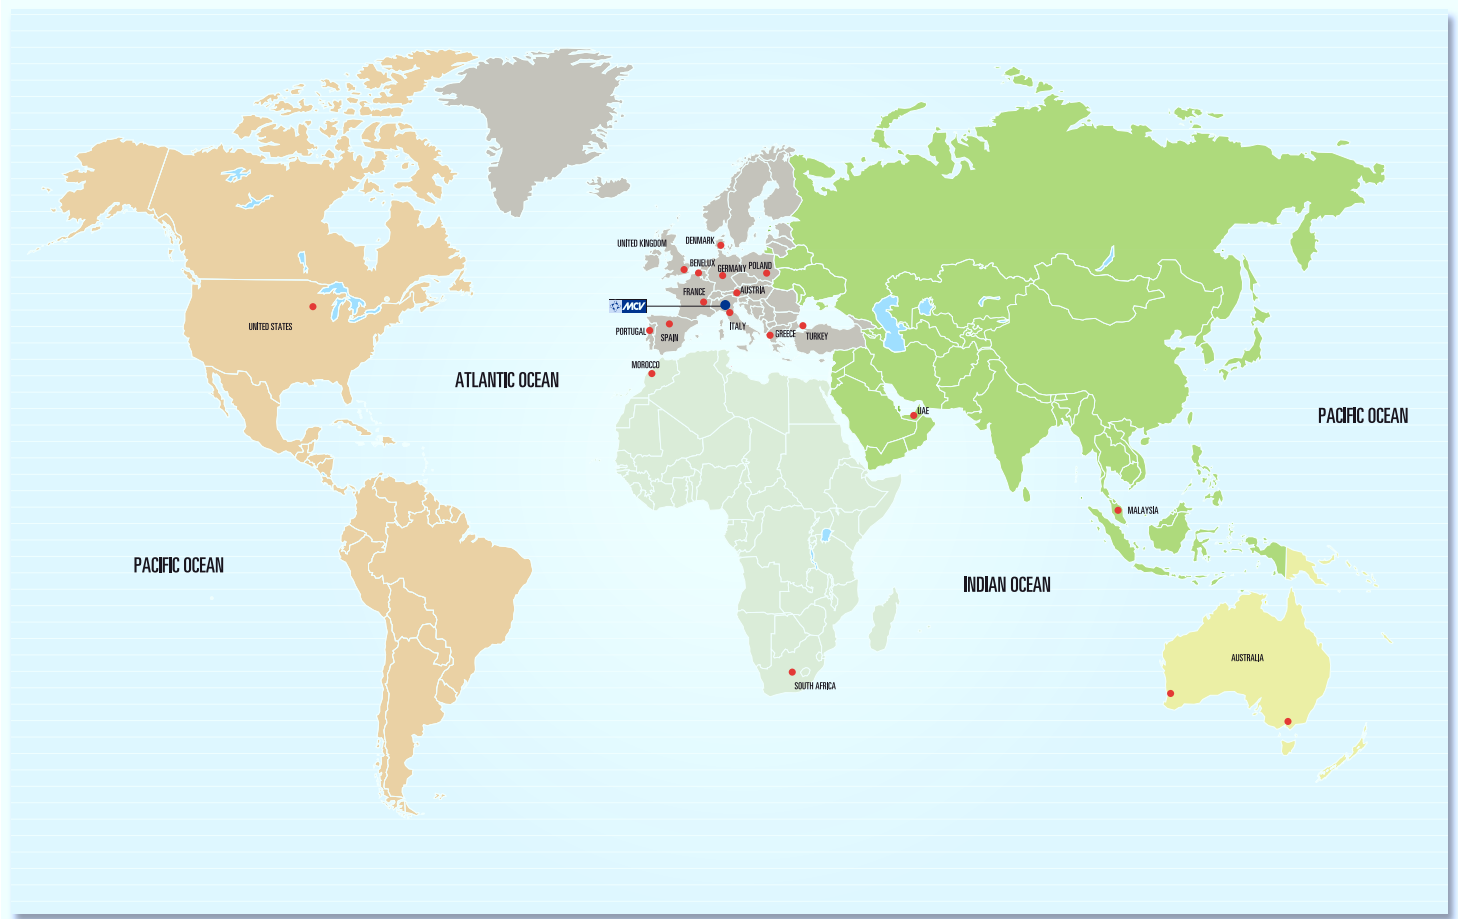 UNITED KINGDOM
DENMARK
BENELUX
GERMANY
POLAND
FRANCE
AUSTRIA
MCV
UNITED STATES
ITALY
PORTUGAL
SPAIN
GREECE
TURKEY
MOROCCO
ATLANTIC OCEAN
UAE
PACIFIC OCEAN
MALAYSIA
PACIFIC OCEAN
INDIAN OCEAN
AUSTRALIA
SOUTH AFRICA